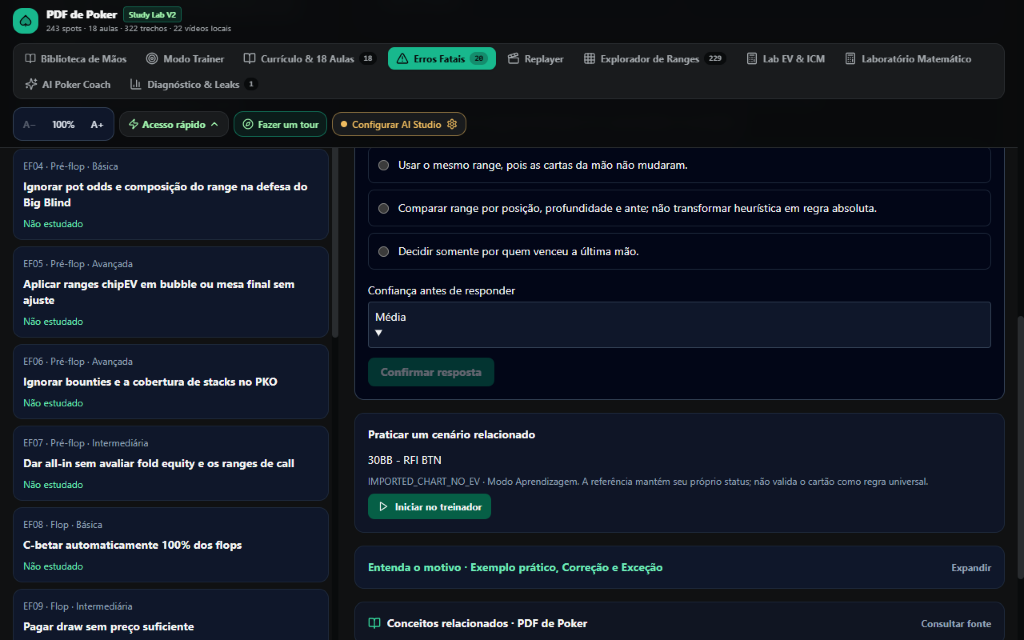 PDF de Poker Study Lab V2
243 spots · 18 aulas · 322 trechos · 22 vídeos locais
Biblioteca de Mãos Modo Trainer Currículo & 18 Aulas 18 Erros Fatais 20 Replayer Explorador de Ranges 229 Lab EV & ICM Laboratório Matemático
AI Poker Coach Diagnóstico & Leaks 1
A− 100% A+ Acesso rápido Fazer um tour Configurar AI Studio
EF04 · Pré-flop · Básica
Ignorar pot odds e composição do range na defesa do
Big Blind
Não estudado
EF05 · Pré-flop · Avançada
Aplicar ranges chipEV em bubble ou mesa final sem
ajuste
Não estudado
EF06 · Pré-flop · Avançada
Ignorar bounties e a cobertura de stacks no PKO
Não estudado
EF07 · Pré-flop · Intermediária
Dar all-in sem avaliar fold equity e os ranges de call
Não estudado
EF08 · Flop · Básica
C-betar automaticamente 100% dos flops
Não estudado
EF09 · Flop · Intermediária
Pagar draw sem preço suficiente
Usar o mesmo range, pois as cartas da mão não mudaram.
Comparar range por posição, profundidade e ante; não transformar heurística em regra absoluta.
Decidir somente por quem venceu a última mão.
Confiança antes de responder
Média
Confirmar resposta
Praticar um cenário relacionado
30BB - RFI BTN
IMPORTED_CHART_NO_EV · Modo Aprendizagem. A referência mantém seu próprio status; não valida o cartão como regra universal.
Iniciar no treinador
Entenda o motivo · Exemplo prático, Correção e Exceção Expandir
Conceitos relacionados · PDF de Poker Consultar fonte